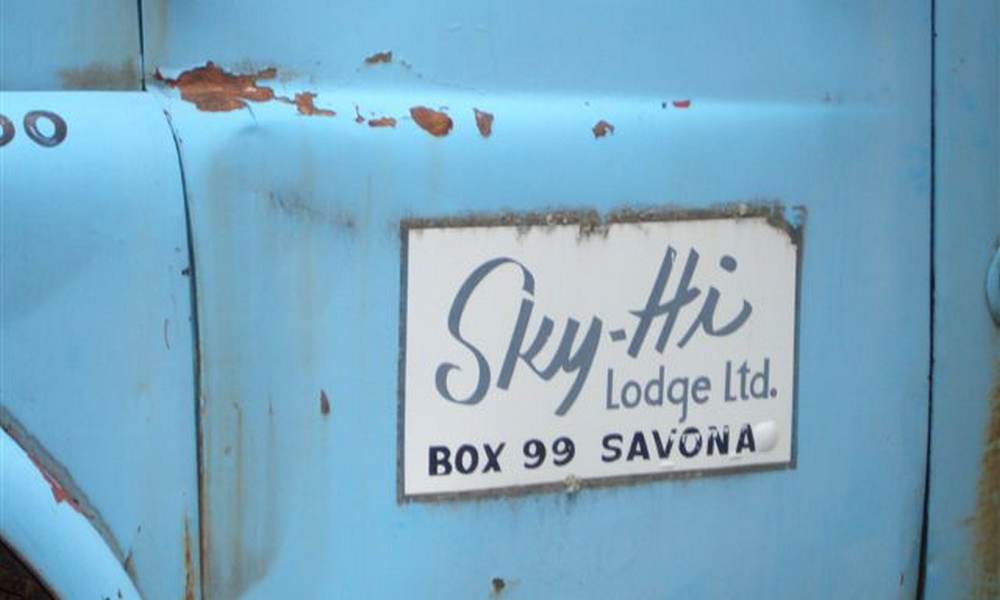 Sky-Hi
Lodge Ltd.
BOX 99 SAVONA